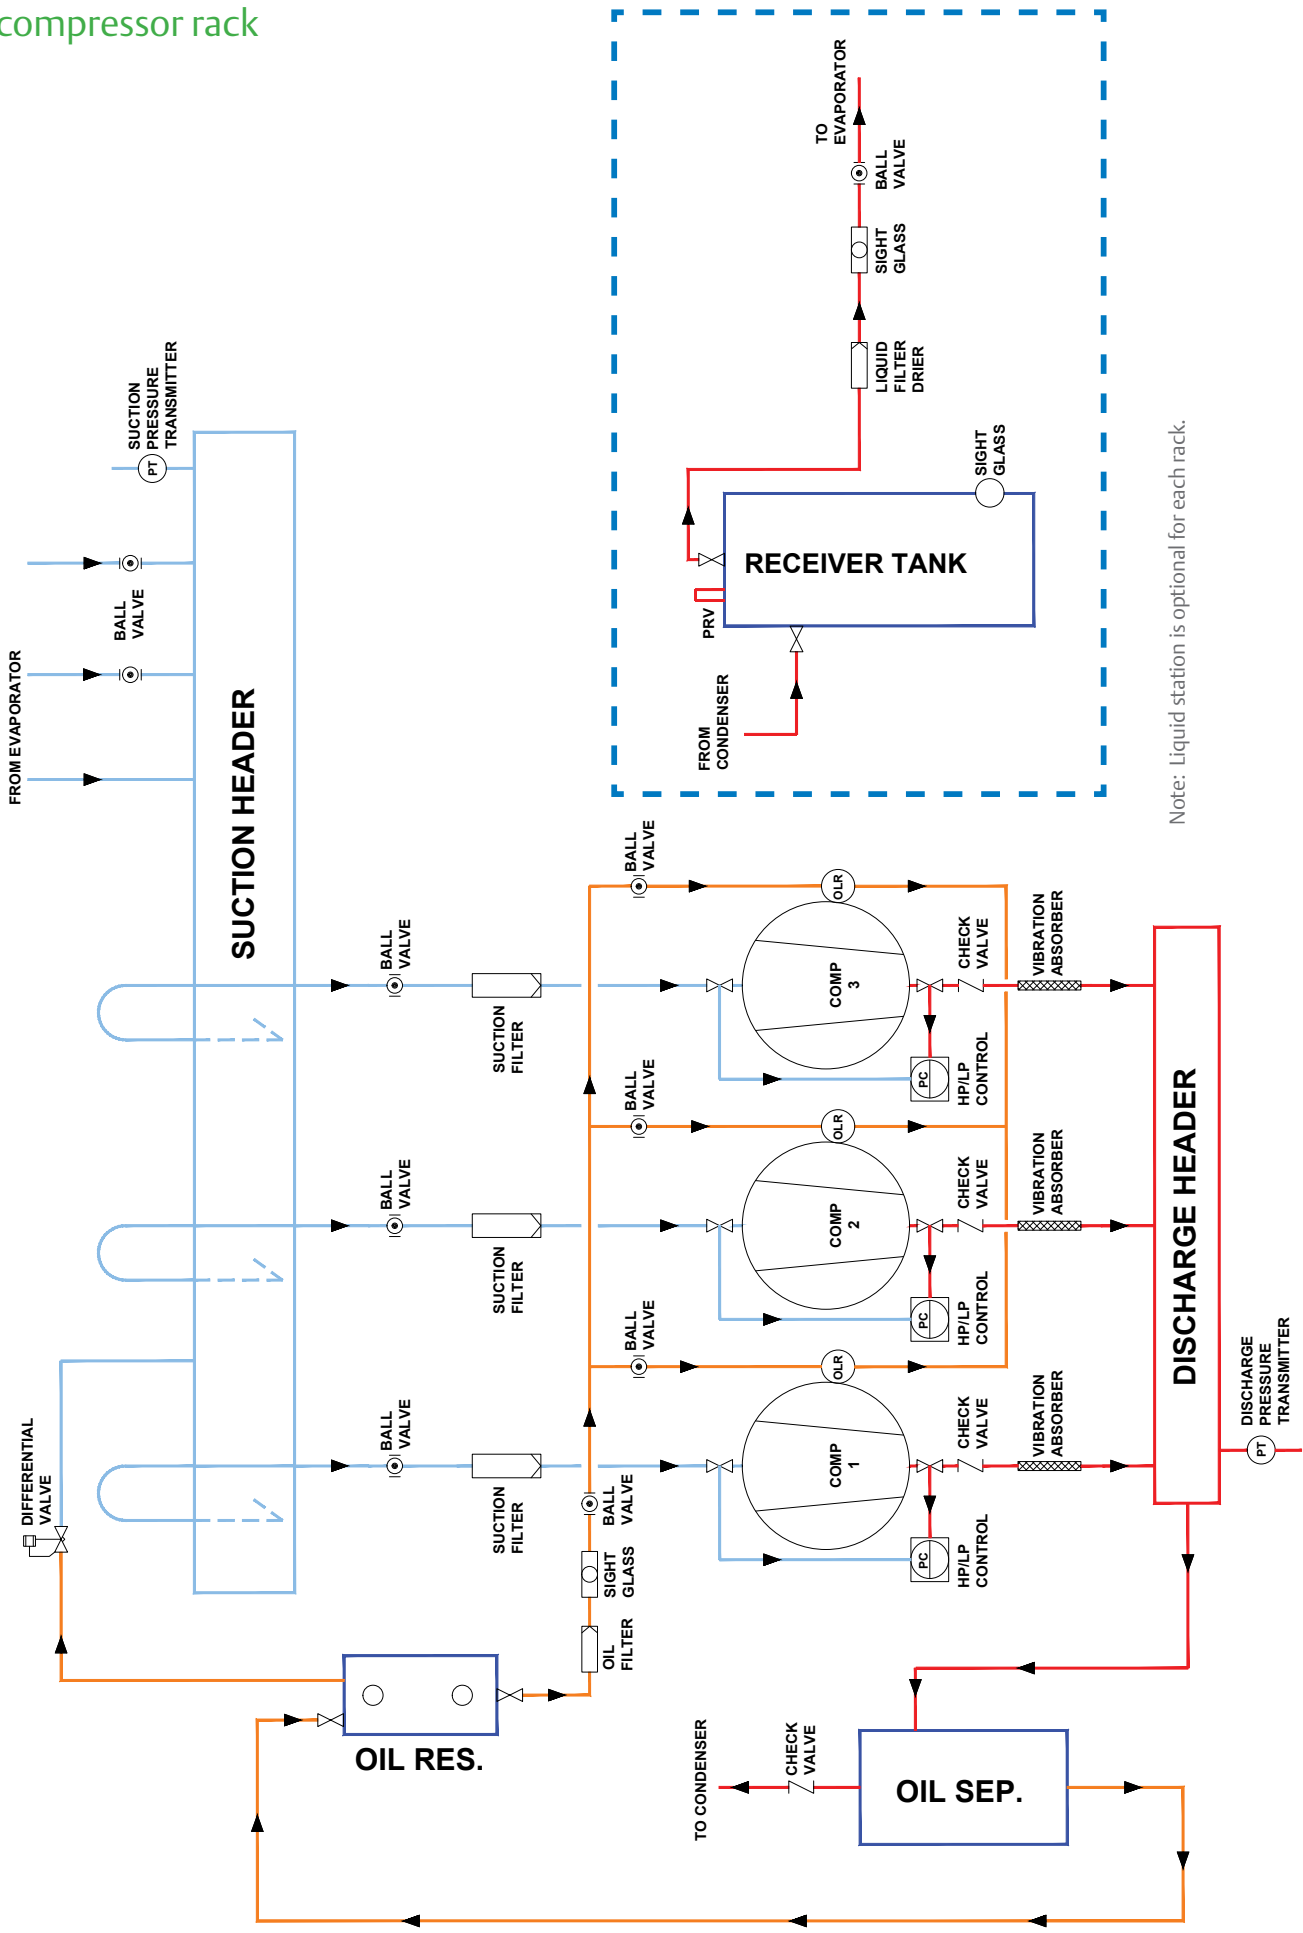 compressor rack
TO
EVAPORATOR
BALL
VALVE
SIGHT
GLASS
LIQUID
FILTER
DRIER
SIGHT
GLASS
RECEIVER TANK
PRV
FROM
CONDENSER
Note: Liquid station is optional for each rack.
SUCTION
PRESSURE
TRANSMITTER
PT
BALL
VALVE
FROM EVAPORATOR
SUCTION HEADER
DIFFERENTIAL
VALVE
BALL
VALVE
BALL
VALVE
BALL
VALVE
SUCTION
FILTER
SUCTION
FILTER
SUCTION
FILTER
BALL
VALVE
BALL
VALVE
BALL
VALVE
BALL
VALVE
SIGHT
GLASS
OIL
FILTER
OIL RES.
OLR
OLR
OLR
COMP
3
COMP
2
COMP
1
PC
PC
PC
HP/LP
CONTROL
HP/LP
CONTROL
HP/LP
CONTROL
CHECK
VALVE
CHECK
VALVE
CHECK
VALVE
VIBRATION
ABSORBER
VIBRATION
ABSORBER
VIBRATION
ABSORBER
DISCHARGE HEADER
DISCHARGE
PRESSURE
TRANSMITTER
PT
TO CONDENSER
CHECK
VALVE
OIL SEP.